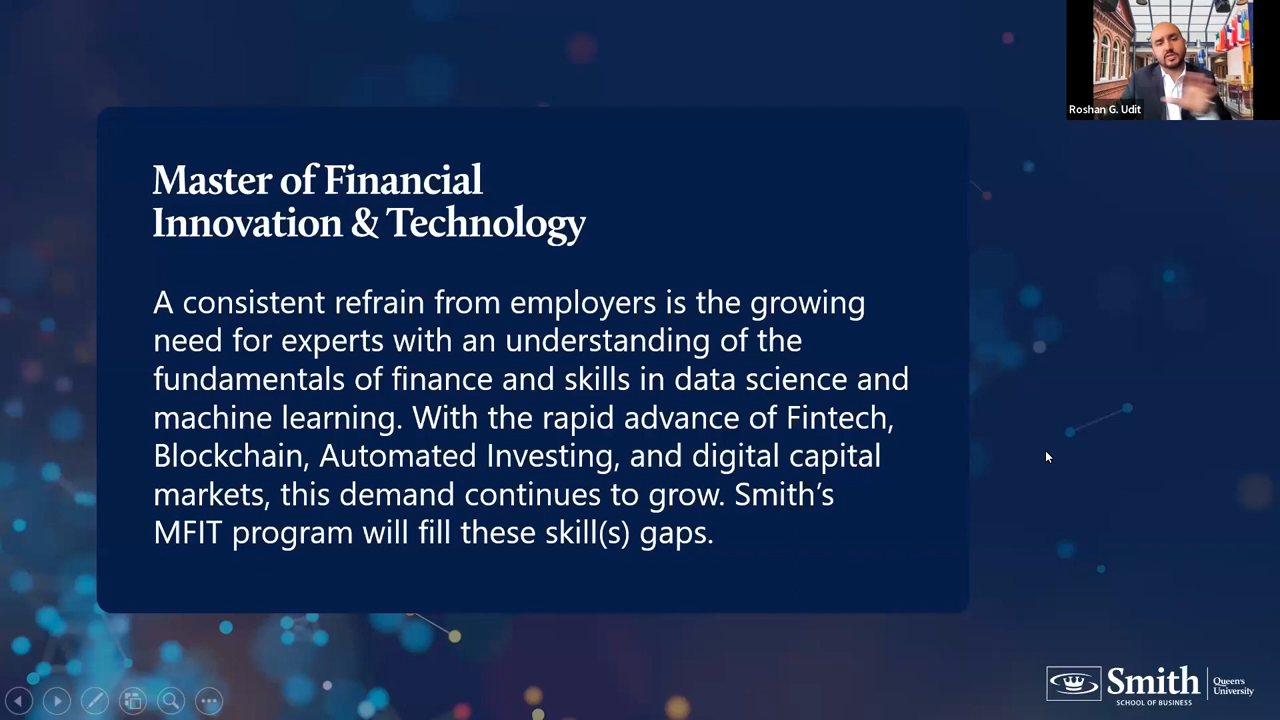 Roshan G. Udit
Master of Financial
Innovation & Technology
A consistent refrain from employers is the growing
need for experts with an understanding of the
fundamentals of finance and skills in data science and
machine learning. With the rapid advance of Fintech,
Blockchain, Automated Investing, and digital capital
markets, this demand continues to grow. Smith’s
MFIT program will fill these skill(s) gaps.
Smith
SCHOOL OF BUSINESS
Queen's
University